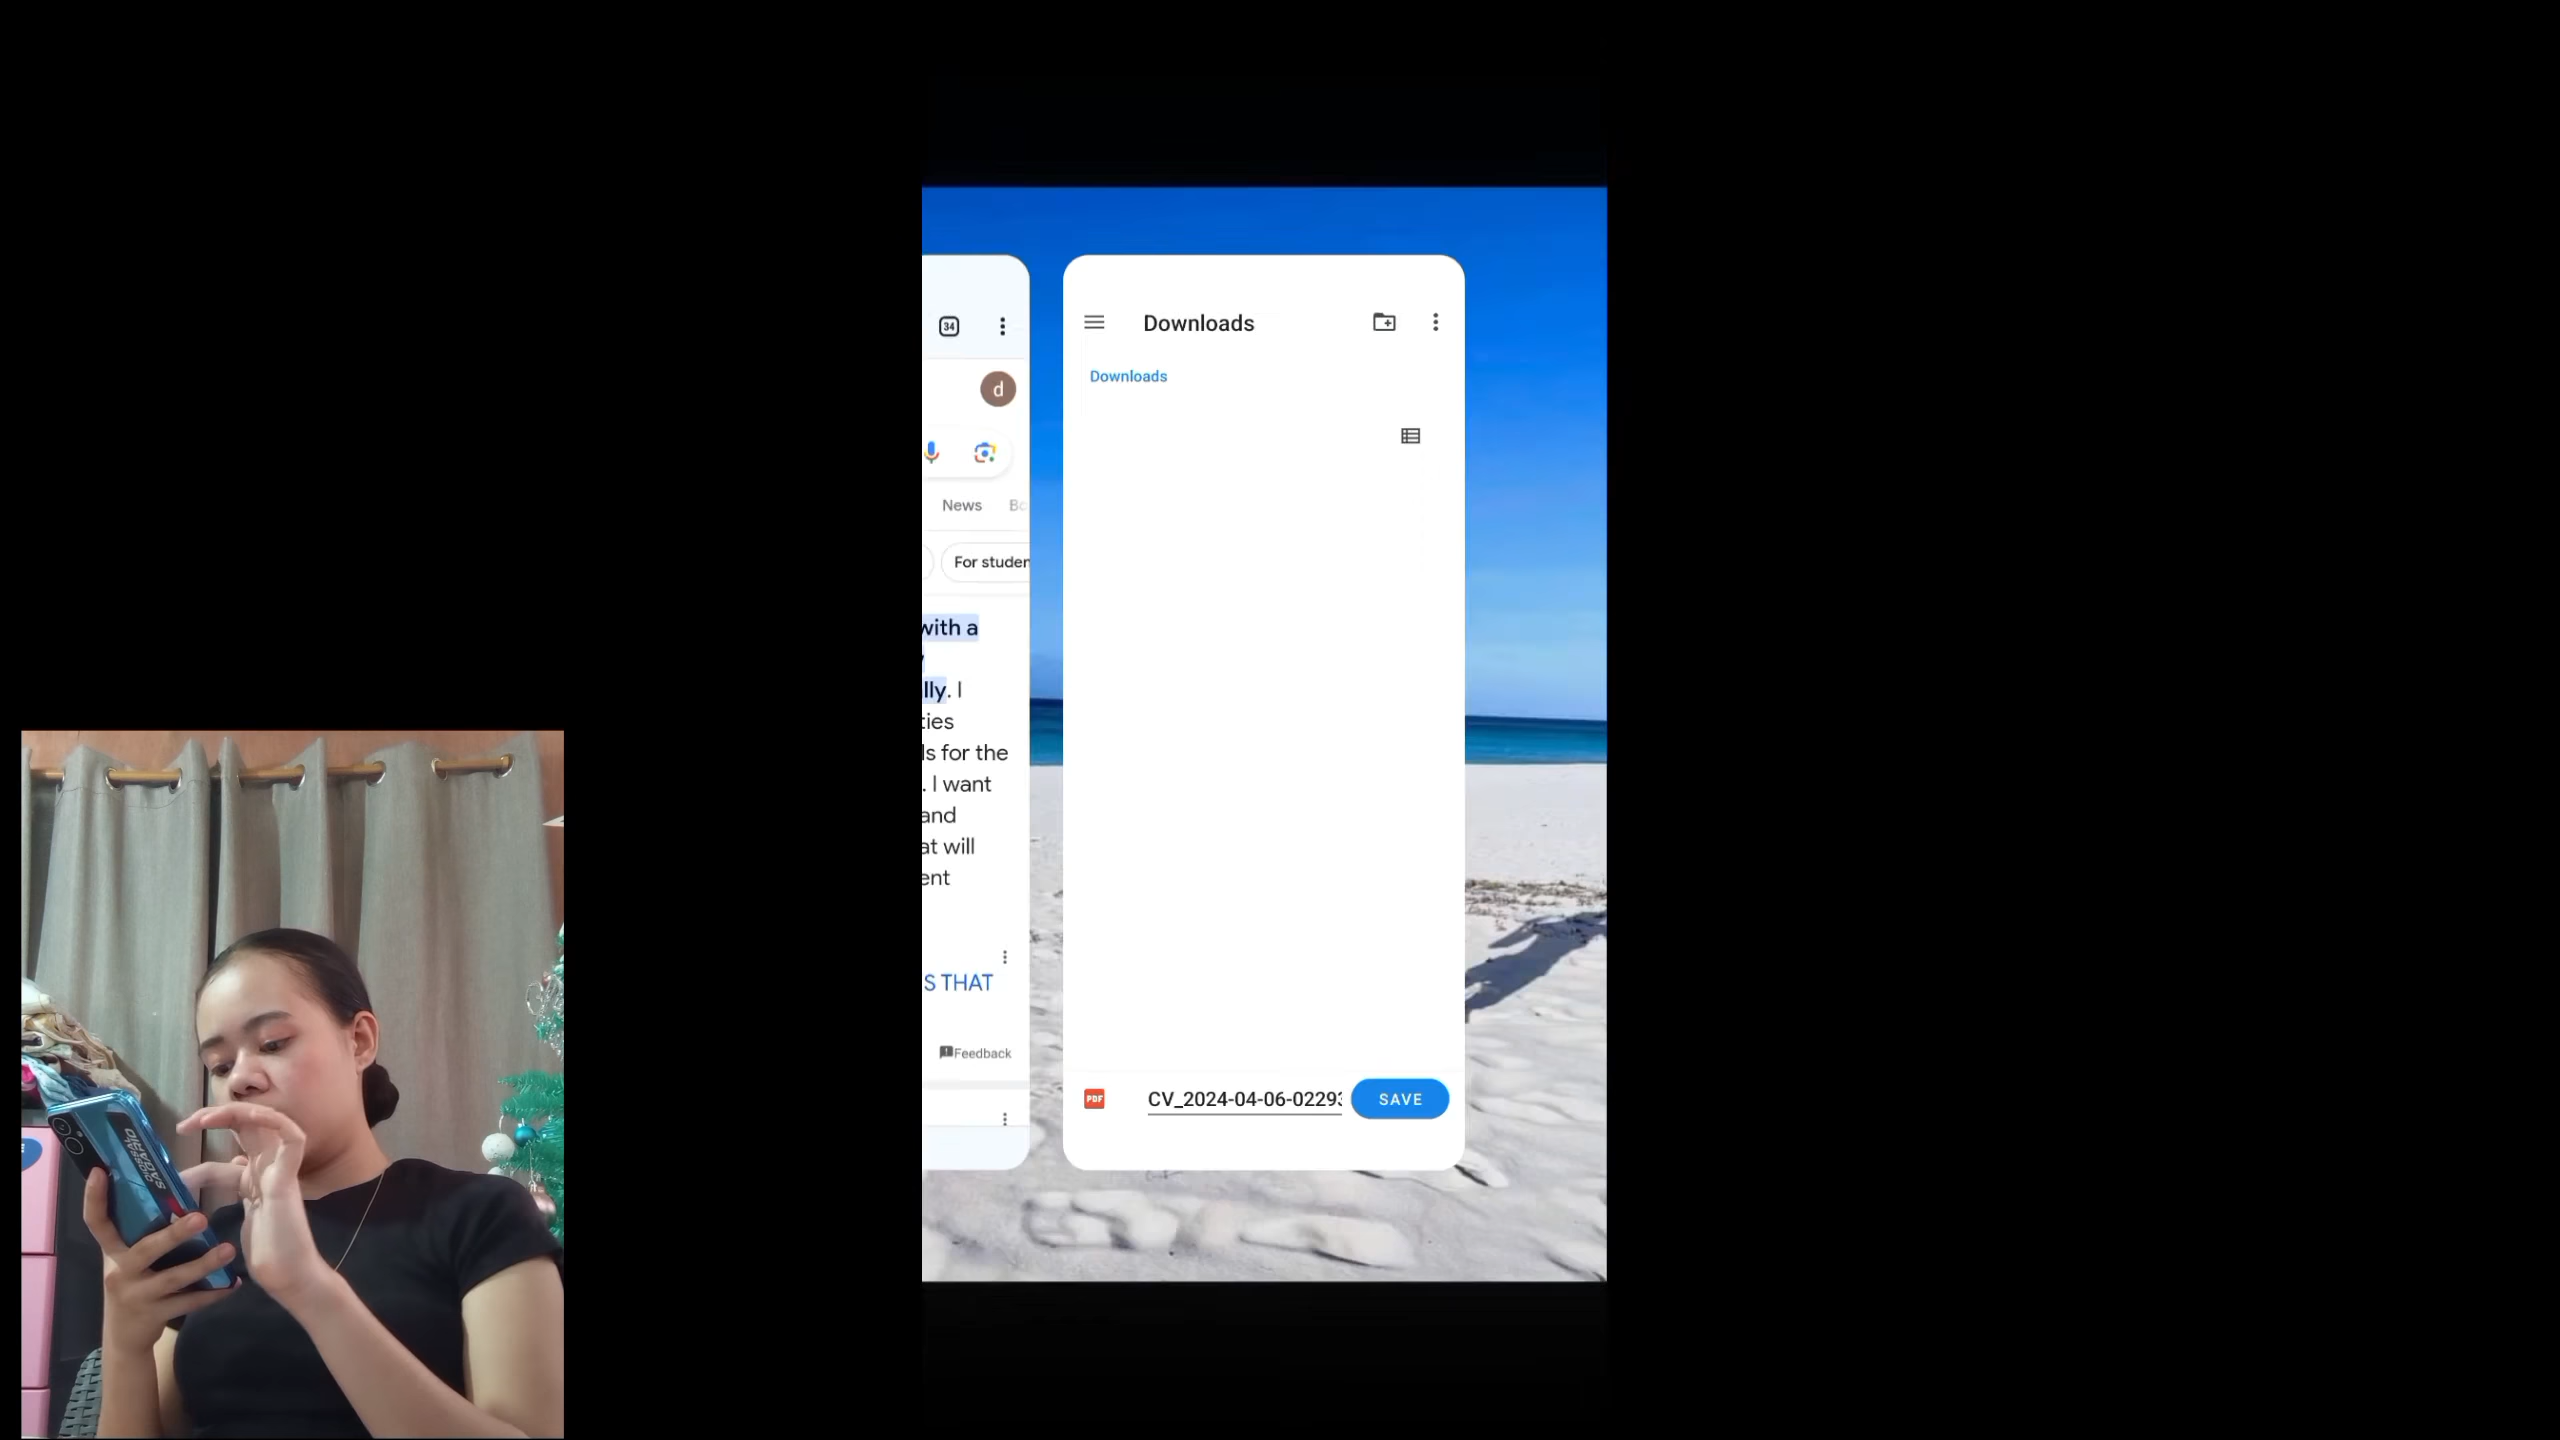 34
d
News
For studen
with a
lly. I
ties
ls for the
. I want
and
at will
ent
S THAT
Feedback
Downloads
Downloads
PDF
CV_2024-04-06-02293
SAVE